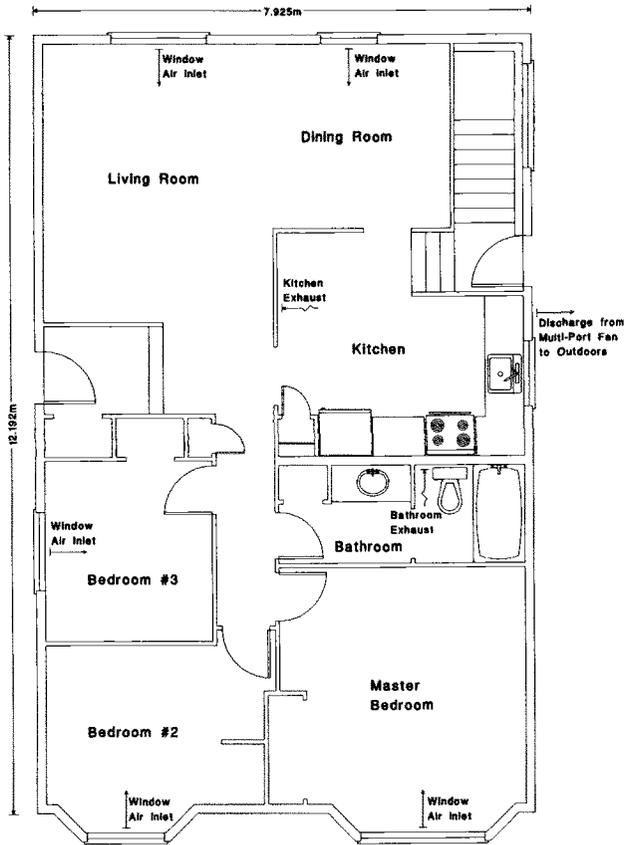 7.925m
Window
Air Inlet
Window
Air Inlet
Dining Room
Living Room
Kitchen
Exhaust
Discharge from
Multi-Port Fan
to Outdoors
Kitchen
12.192m
Window
Air Inlet
Bathroom
Exhaust
Bathroom
Bedroom #3
Master
Bedroom
Bedroom #2
Window
Air Inlet
Window
Air Inlet